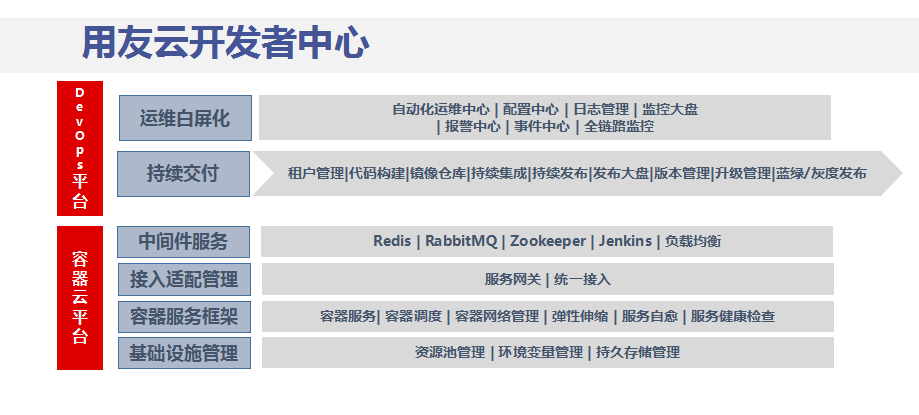 用友云开发者中心
DevOps平台
运维白屏化
自动化运维中心 | 配置中心 | 日志管理 | 监控大盘
| 报警中心 | 事件中心 | 全链路监控
持续交付
租户管理|代码构建|镜像仓库|持续集成|持续发布|发布大盘|版本管理|升级管理|蓝绿/灰度发布
容器云平台
中间件服务
Redis | RabbitMQ | Zookeeper | Jenkins | 负载均衡
接入适配管理
服务网关 | 统一接入
容器服务框架
容器服务| 容器调度 | 容器网络管理 | 弹性伸缩 | 服务自愈 | 服务健康检查
基础设施管理
资源池管理 | 环境变量管理 | 持久存储管理